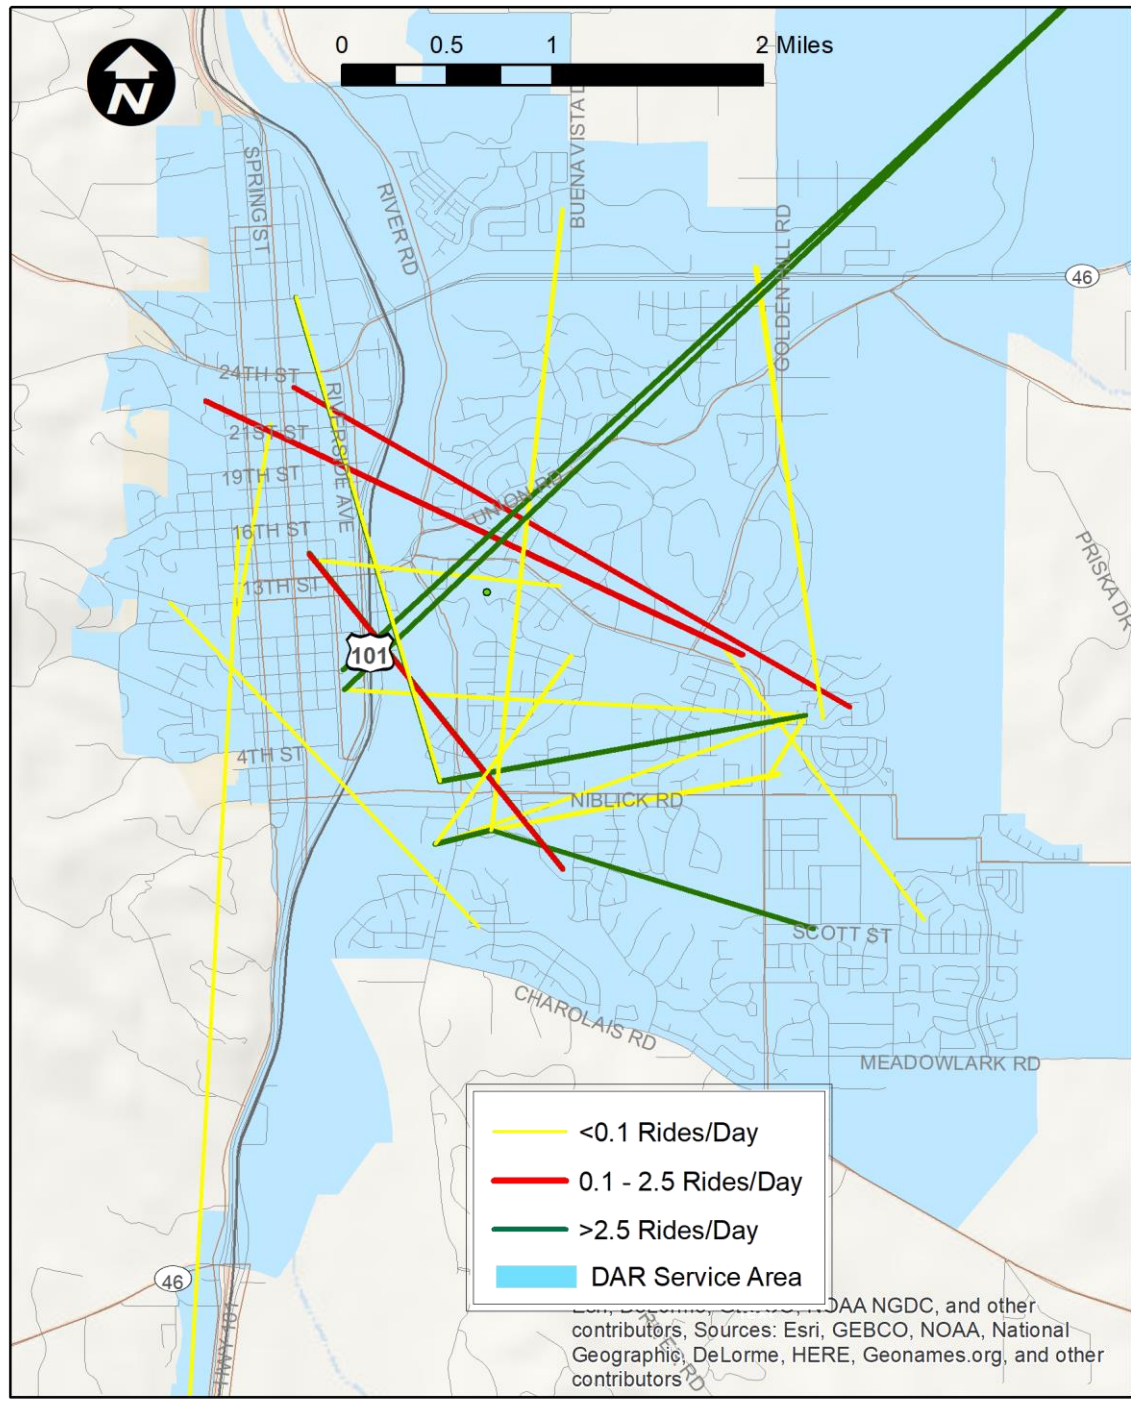 0 0.5 1 2 Miles
N
BUENA VISTA D
SPRING ST
RIVER RD
GOLDEN HILL RD
46
24TH ST
RIVERSIDE AVE
21ST ST
19TH ST
UNION RD
16TH ST
PRISKA DR
13TH ST
101
4TH ST
NIBLICK RD
SCOTT ST
CHAROLAIS RD
MEADOWLARK RD
<0.1 Rides/Day
0.1 - 2.5 Rides/Day
>2.5 Rides/Day
DAR Service Area
46
HWY 101
NOAA NGDC, and other
contributors, Sources: Esri, GEBCO, NOAA, National
Geographic, DeLorme, HERE, Geonames.org, and other
contributors
RD